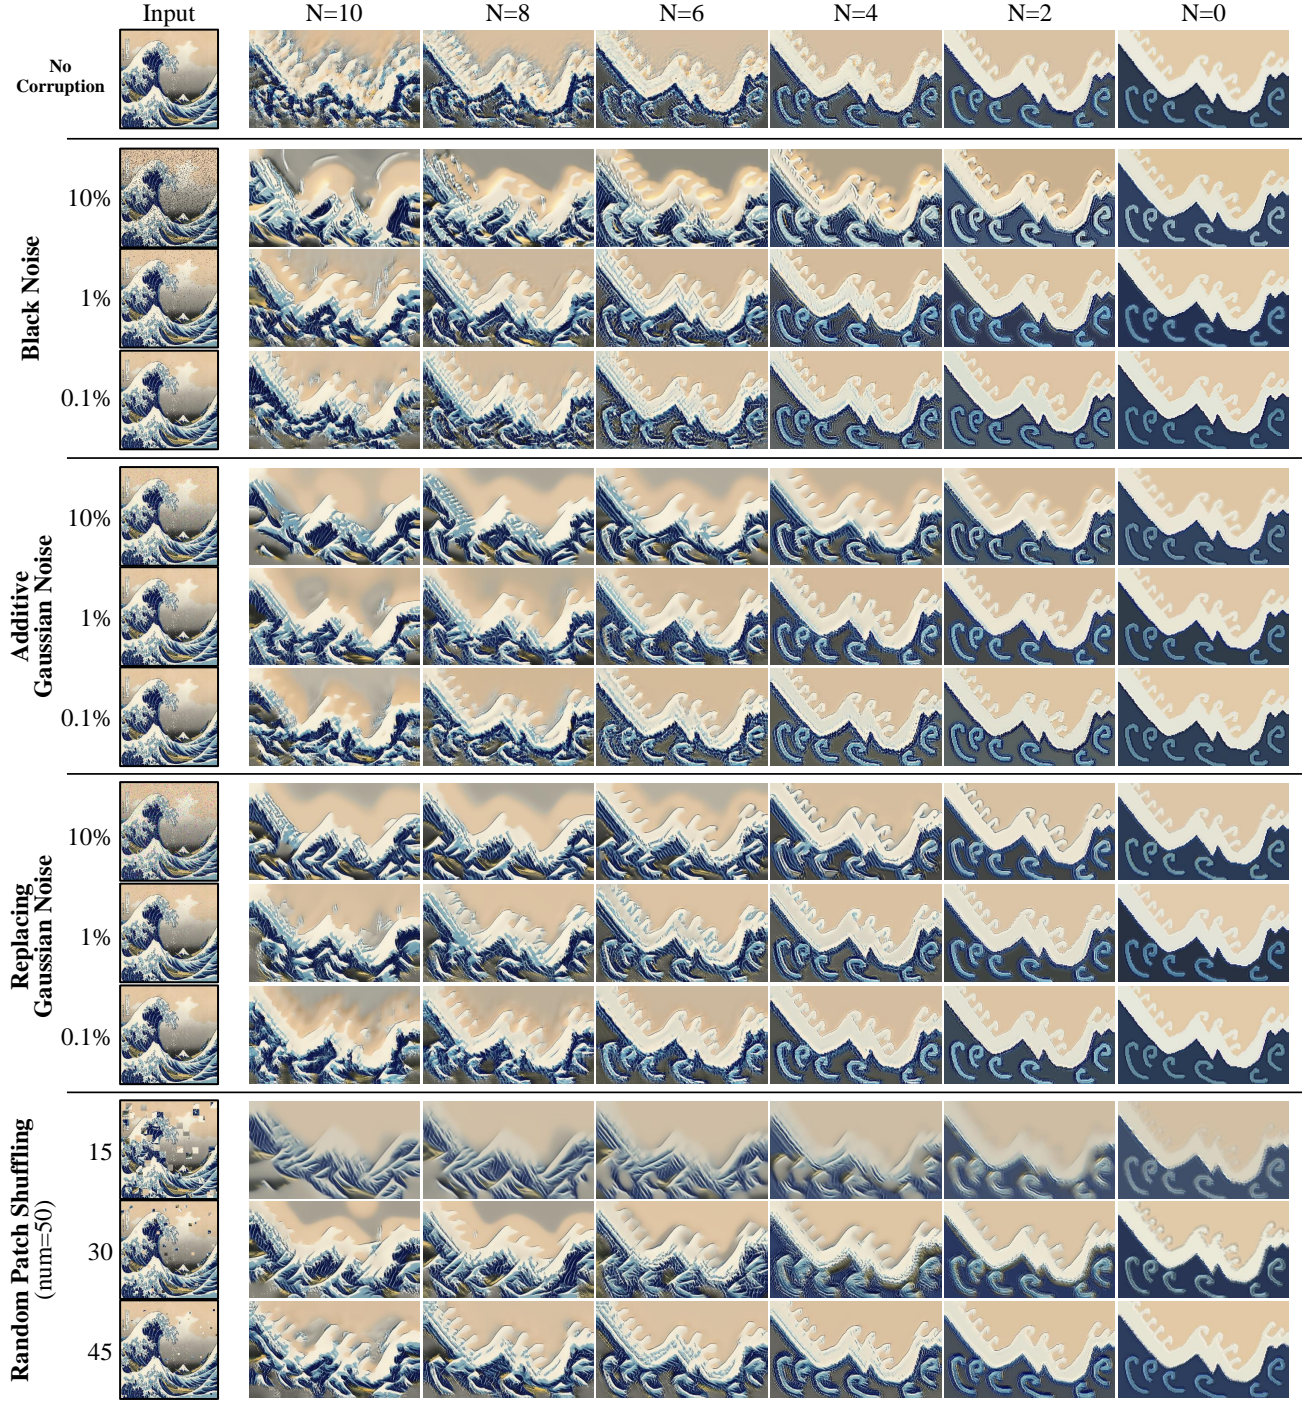 Input N=10 N=8 N=6 N=4 N=2 N=0
No
Corruption
Black Noise
10%
1%
0.1%
Additive
Gaussian Noise
10%
1%
0.1%
Replacing
Gaussian Noise
10%
1%
0.1%
Random Patch Shuffling
(num=50)
15
30
45